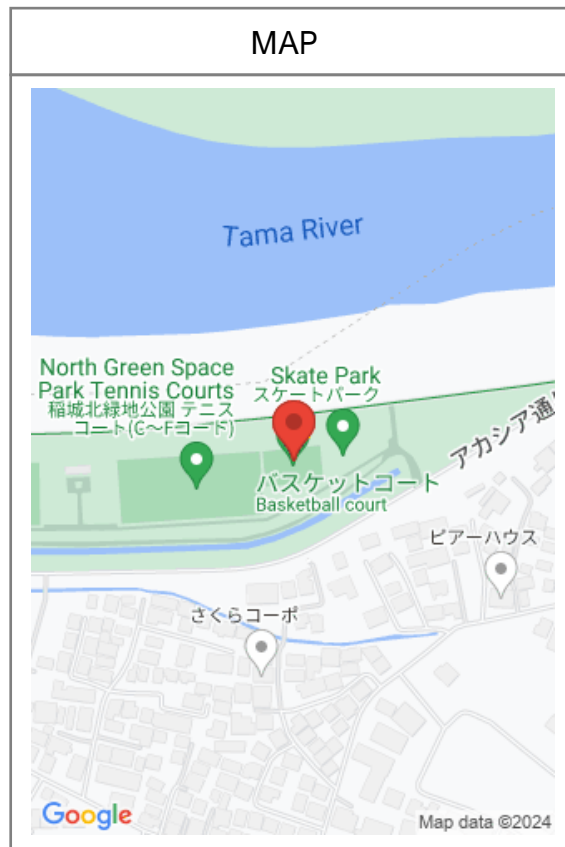 MAP
Tama River
North Green Space
Park Tennis Courts
稲城北緑地公園 テニス
コート(C〜Fコード)
Skate Park
スケートパーク
バスケットコート
Basketball court
アカシア通
ピアーハウス
さくらコーポ
Google
Map data ©2024